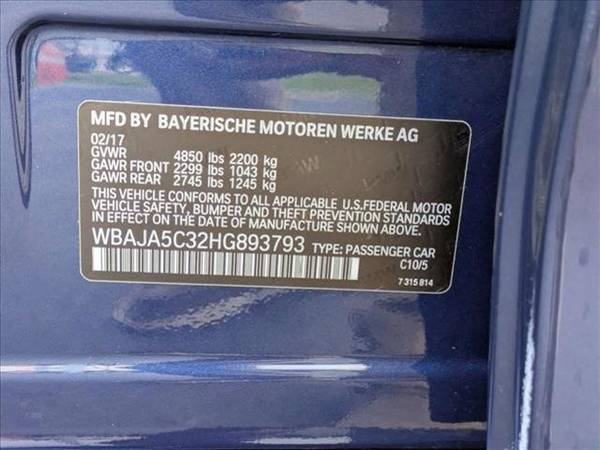 MFD BY BAYERISCHE MOTOREN WERKE AG
02/17
GVWR 4850 lbs 2200 kg
GAWR FRONT 2299 lbs 1043 kg
GAWR REAR 2745 lbs 1245 kg
THIS VEHICLE CONFORMS TO ALL APPLICABLE U.S.FEDERAL MOTOR
VEHICLE SAFETY, BUMPER AND THEFT PREVENTION STANDARDS
IN EFFECT ON THE DATE OF MANUFACTURE SHOWN ABOVE.
WBAJA5C32HG893793 TYPE: PASSENGER CAR
C10/5
7 315 814